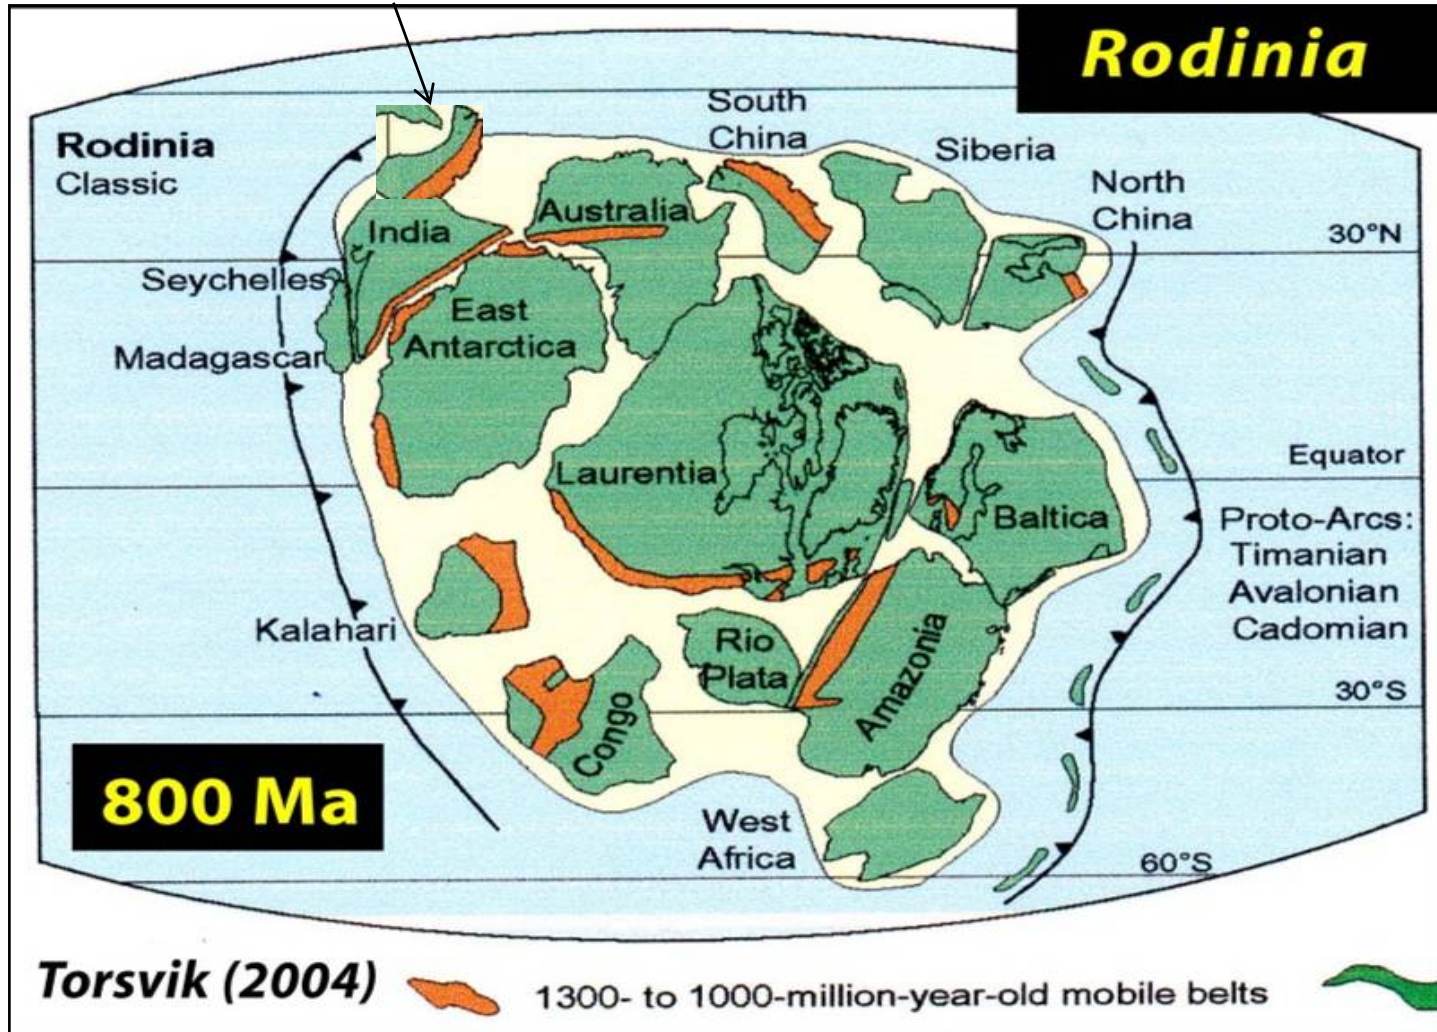 Rodinia
Rodinia
Classic
South
China
Siberia
North
China
India
Australia
30°N
Seychelles
East
Antarctica
Madagascar
Laurentia
Equator
Baltica
Proto-Arcs:
Timanian
Avalonian
Cadomian
Kalahari
Rio
Plata
Amazonia
30°S
Congo
800 Ma
West
Africa
60°S
Torsvik (2004)
1300- to 1000-million-year-old mobile belts